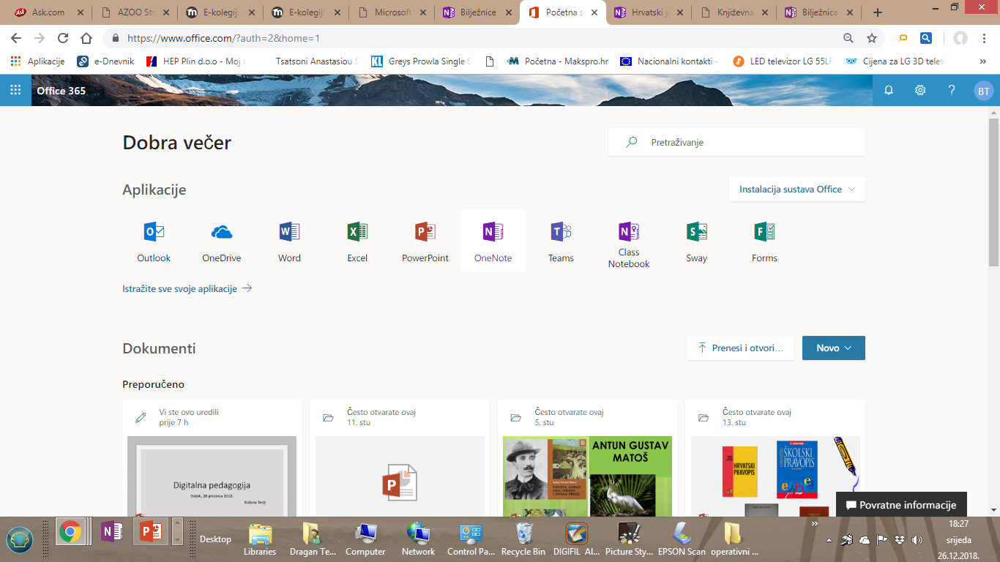 Ask.com
AZOO Str
E-kolegij:
E-kolegij:
Microsoft
Bilježnice
Početna s
Hrvatski je
Književna
Bilježnica
https://www.office.com/?auth=2&home=1
Aplikacije
e-Dnevnik
HEP Plin d.o.o - Moj r
Tsatsoni Anastasiou S
Greys Prowla Single S
Početna - Makspro.hr
Nacionalni kontakti -
LED televizor LG 55LF
Cijena za LG 3D telev
»
Office 365
?
BT
Dobra večer
Pretraživanje
Aplikacije
Instalacija sustava Office
Outlook
OneDrive
Word
Excel
PowerPoint
OneNote
Teams
Class
Notebook
Sway
Forms
Istražite sve svoje aplikacije
Dokumenti
Prenesi i otvori...
Novo
Preporučeno
Vi ste ovo uredili
prije 7 h
Često otvarate ovaj
11. stu
Često otvarate ovaj
5. stu
Često otvarate ovaj
13. stu
Digitalna pedagogija
Osijek, 28. prosinca 2018.
Božana Tenji
ANTUN GUSTAV
MATOŠ
HRVATSKI
PRAVOPIS
ŠKOLSKI
PRAVOPIS
Povratne informacije
Desktop
Libraries
Dragan Te...
Computer
Network
Control Pa...
Recycle Bin
DIGIFIL Al...
Picture Sty...
EPSON Scan
operativni ...
»
18:27
srijeda
26.12.2018.